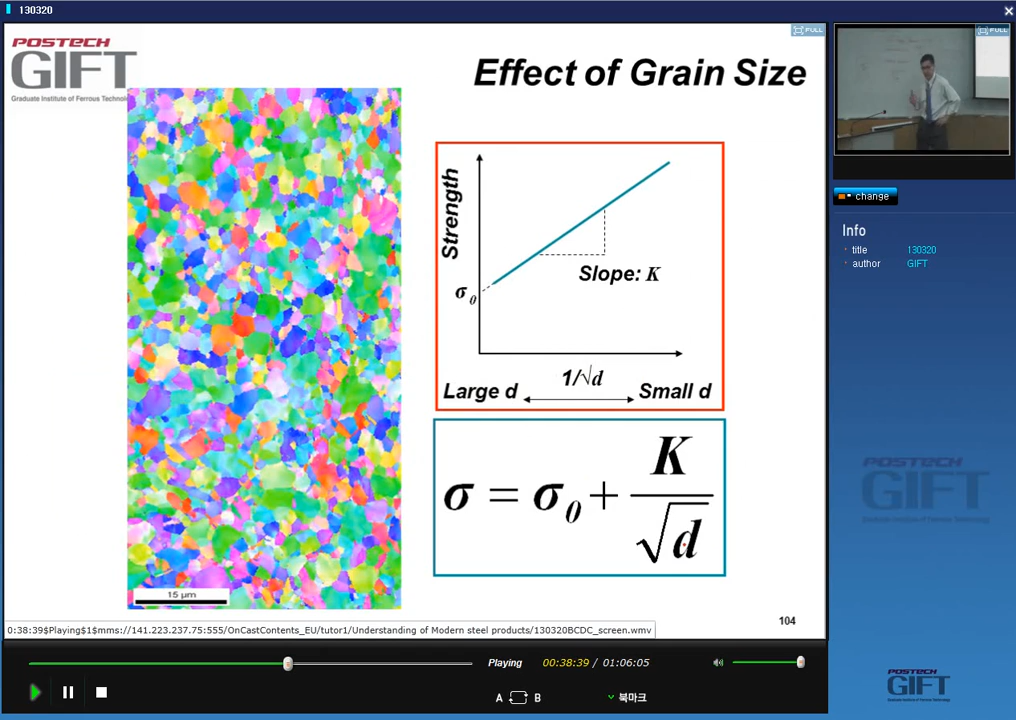 130320
POSTECH
GIFT
Graduate Institute of Ferrous Technolo
Effect of Grain Size
Strength
σ0
Slope: K
1/√d
Large d
Small d
σ = σ0 + K/√d
15 μm
104
0:38:39$Playing$1$mms://141.223.237.75:555/OnCastContents_EU/tutor1/Understanding of Modern steel products/130320BCDC_screen.wmv
Playing
00:38:39 / 01:06:05
A B
북마크
FULL
FULL
change
Info
title 130320
author GIFT
POSTECH
GIFT
POSTECH
GIFT